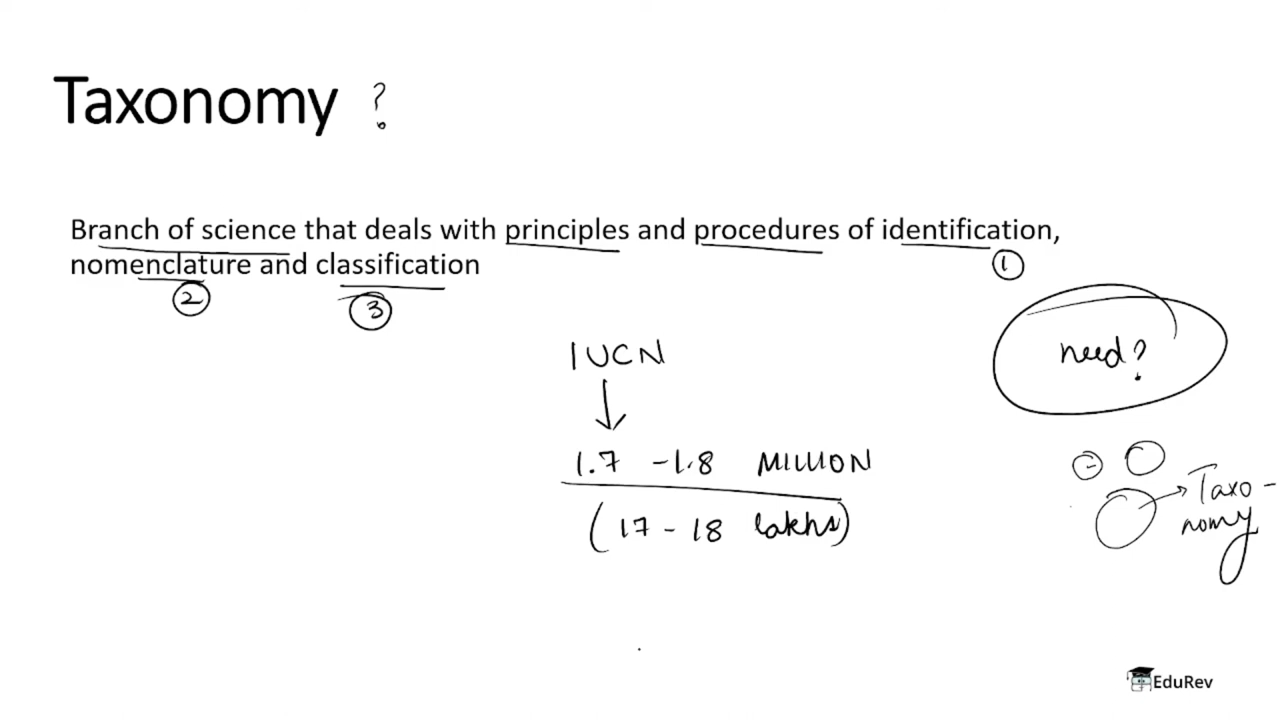 Taxonomy ?
Branch of science that deals with principles and procedures of identification,
nomenclature and classification
1
2
3
IUCN
need?
1.7 - 1.8 MILLION
(17 - 18 lakhs)
Taxo -
nomy
EduRev